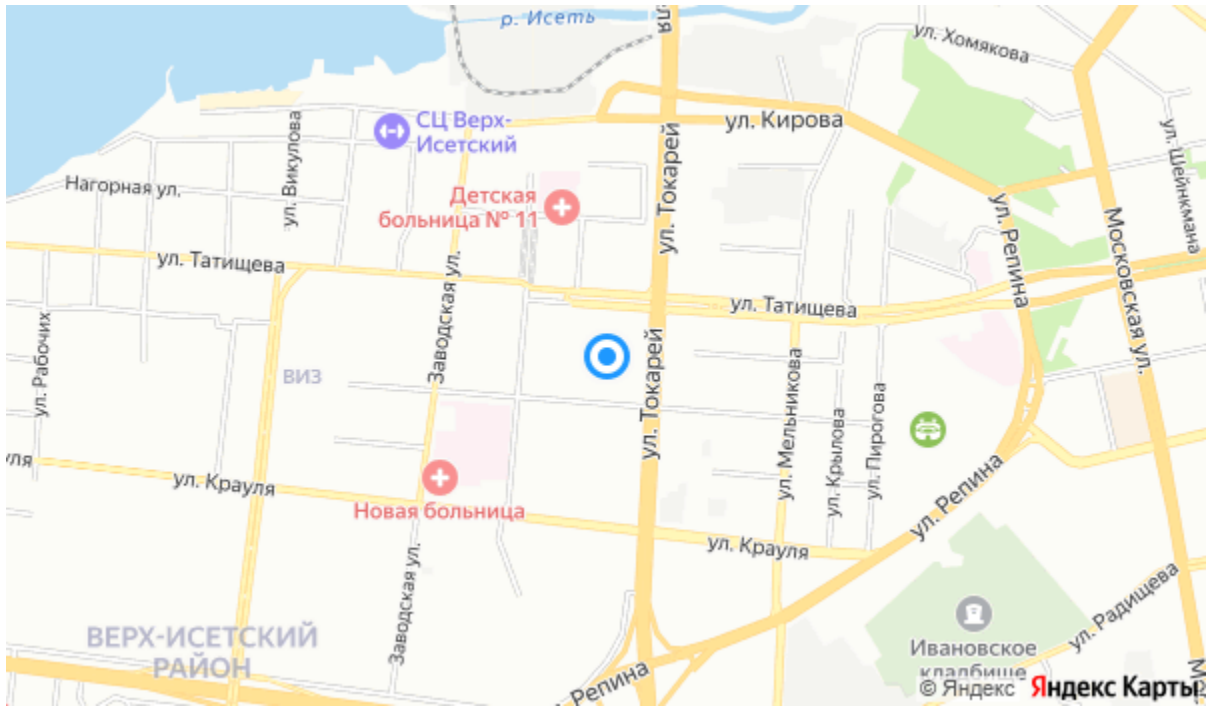 р. Исеть
еля
ул. Хомякова
СЦ Верх-
Исетский
ул. Кирова
ул. Викулова
ул. Токарей
ул. Шейнкмана
Нагорная ул.
Детская
больница № 11
ул. Репина
Московская ул.
ул. Татищева
Заводская ул.
ул. Татищева
ул. Рабочих
ВИЗ
ул. Токарей
ул. Мельникова
ул. Крылова
ул. Пирогова
уля
ул. Крауля
Новая больница
ул. Репина
ул. Крауля
Заводская ул.
ул. Радищева
ВЕРХ-ИСЕТСКИЙ
РАЙОН
Ивановское
кладбище
Репина
© Яндекс Яндекс Карты